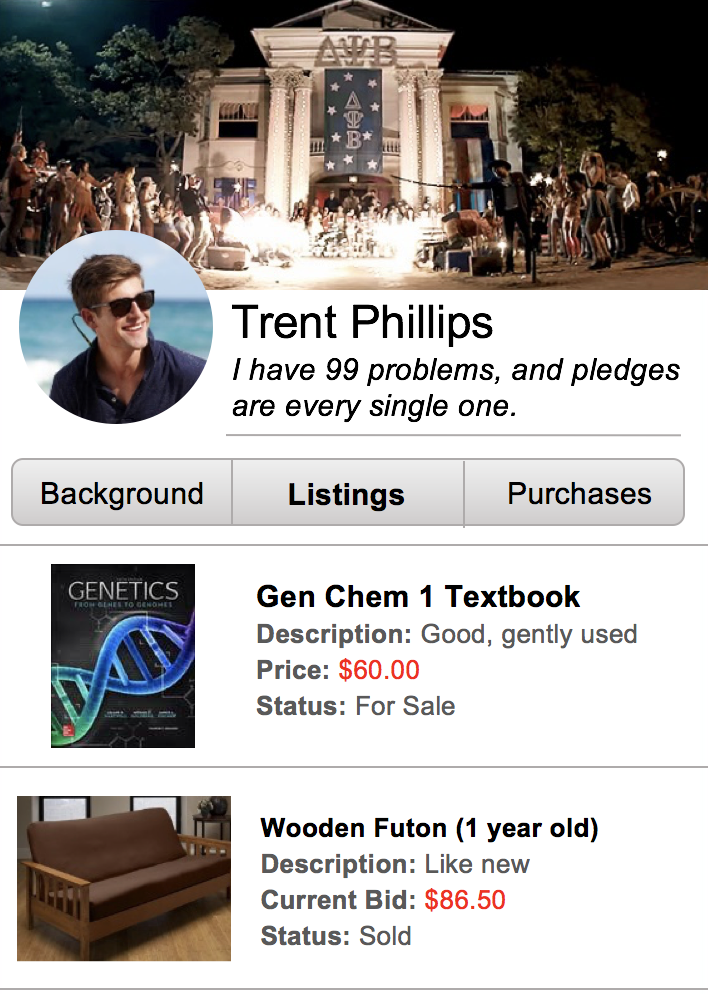 ΔΨΒ
Δ
Ψ
Β
Trent Phillips
I have 99 problems, and pledges
are every single one.
Background
Listings
Purchases
GENETICS
FROM GENES TO GENOMES
Gen Chem 1 Textbook
Description: Good, gently used
Price: $60.00
Status: For Sale
Wooden Futon (1 year old)
Description: Like new
Current Bid: $86.50
Status: Sold